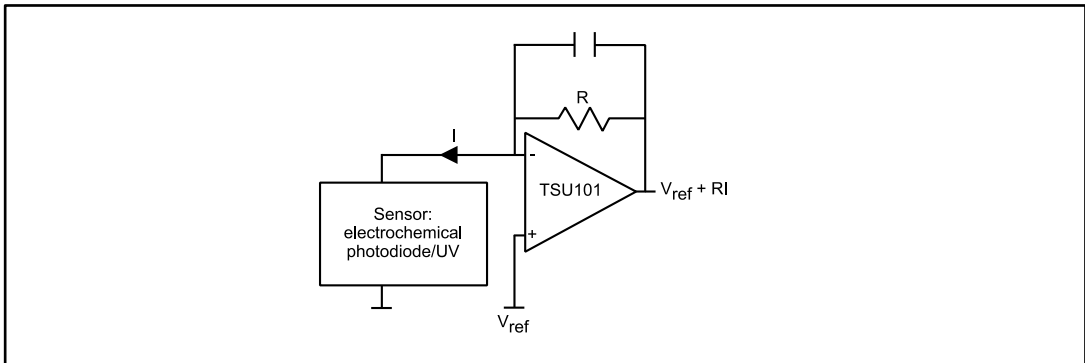 R
I
-
TSU101
Vref + RI
Sensor:
electrochemical
photodiode/UV
+
Vref